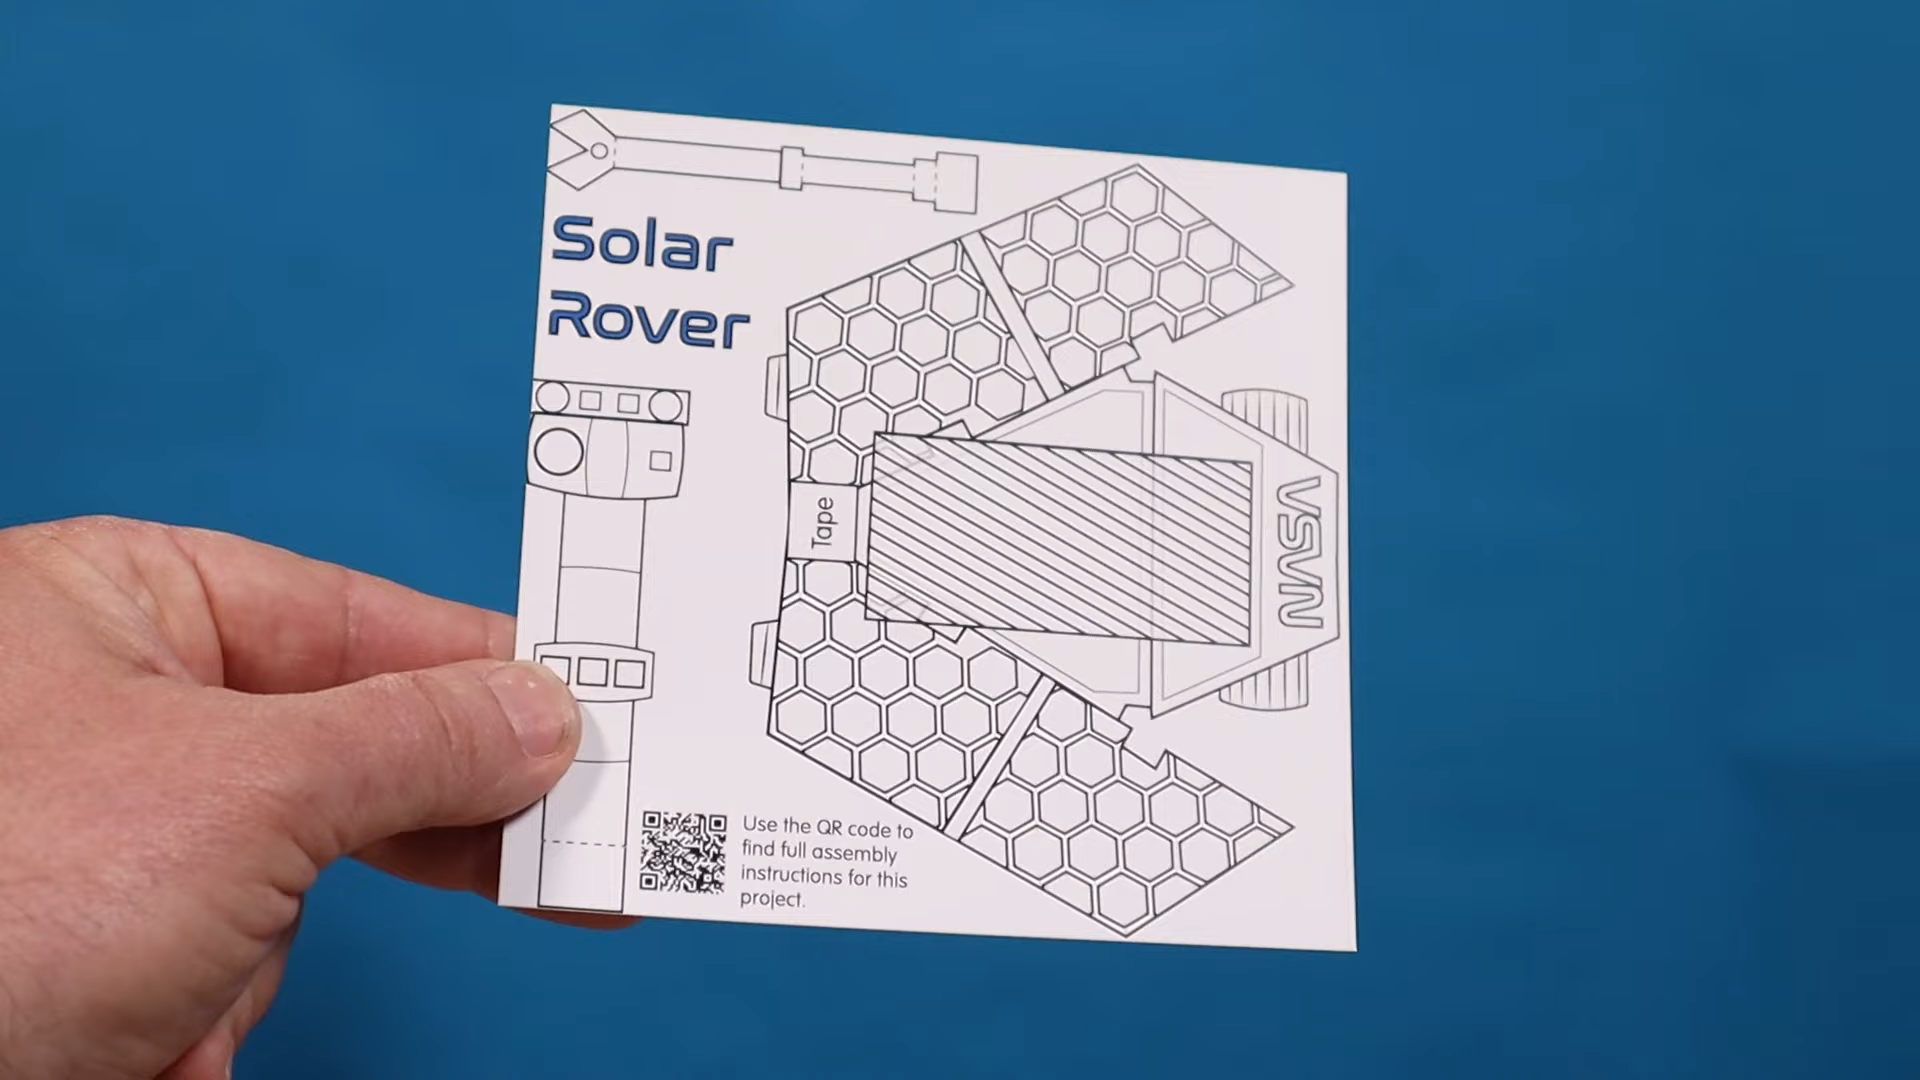 Solar
Rover
Tape
NASA
Use the QR code to
find full assembly
instructions for this
project.